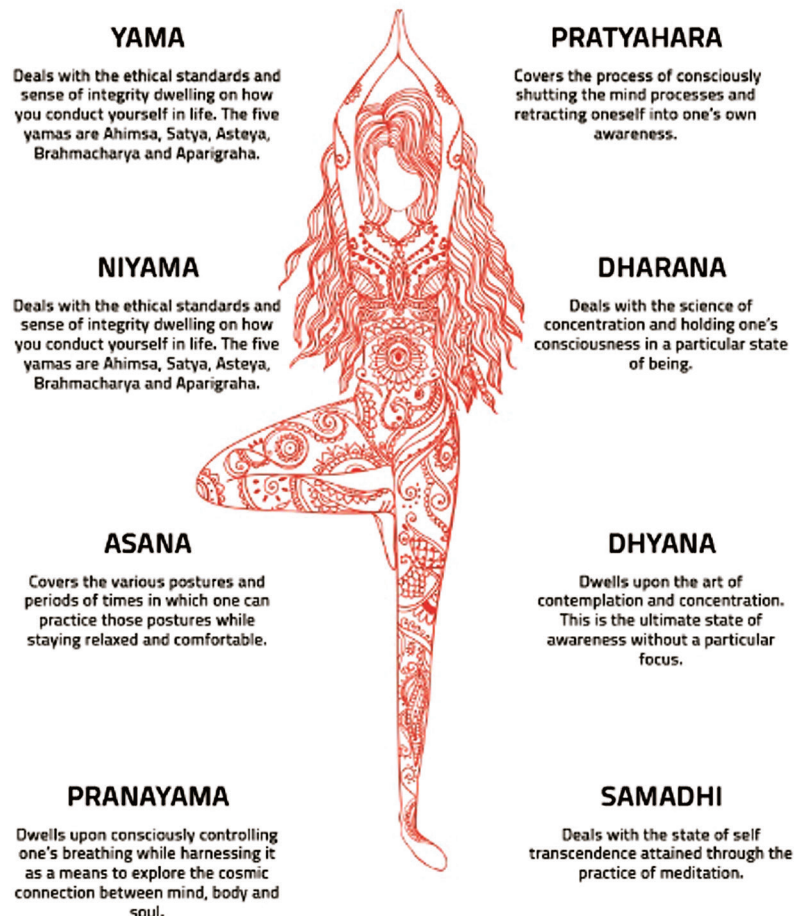 YAMA
Deals with the ethical standards and
sense of integrity dwelling on how
you conduct yourself in life. The five
yamas are Ahimsa, Satya, Asteya,
Brahmacharya and Aparigraha.
NIYAMA
Deals with the ethical standards and
sense of integrity dwelling on how
you conduct yourself in life. The five
yamas are Ahimsa, Satya, Asteya,
Brahmacharya and Aparigraha.
ASANA
Covers the various postures and
periods of times in which one can
practice those postures while
staying relaxed and comfortable.
PRANAYAMA
Dwells upon consciously controlling
one's breathing while harnessing it
as a means to explore the cosmic
connection between mind, body and
soul.
PRATYAHARA
Covers the process of consciously
shutting the mind processes and
retracting oneself into one's own
awareness.
DHARANA
Deals with the science of
concentration and holding one's
consciousness in a particular state
of being.
DHYANA
Dwells upon the art of
contemplation and concentration.
This is the ultimate state of
awareness without a particular
focus.
SAMADHI
Deals with the state of self
transcendence attained through the
practice of meditation.